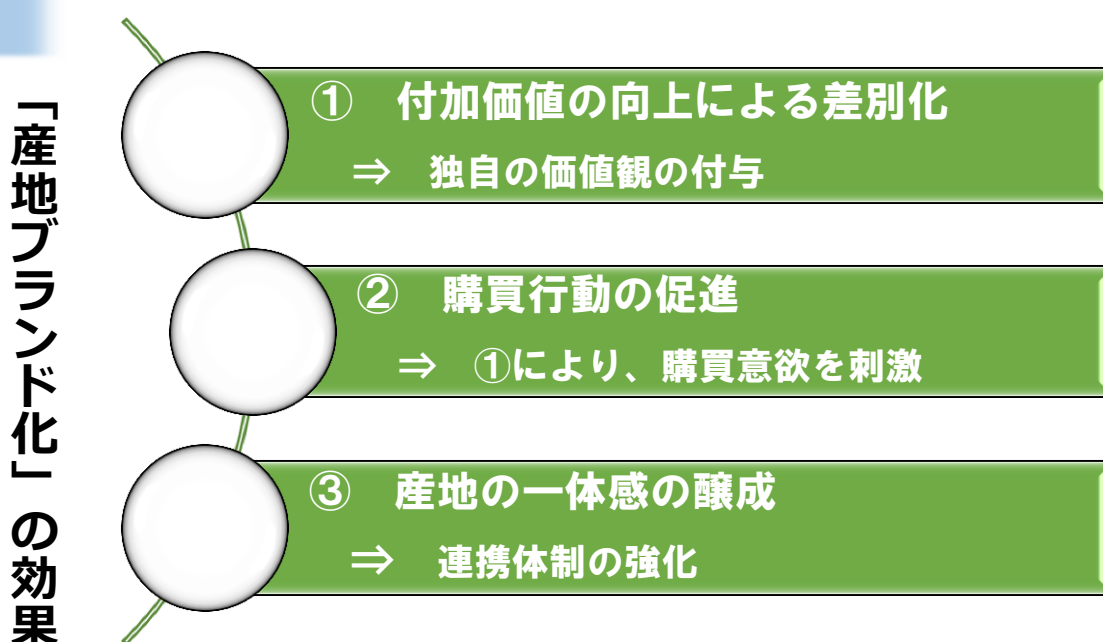 「産地ブランド化」の効果
① 付加価値の向上による差別化
⇒ 独自の価値観の付与
② 購買行動の促進
⇒ ①により、購買意欲を刺激
③ 産地の一体感の醸成
⇒ 連携体制の強化